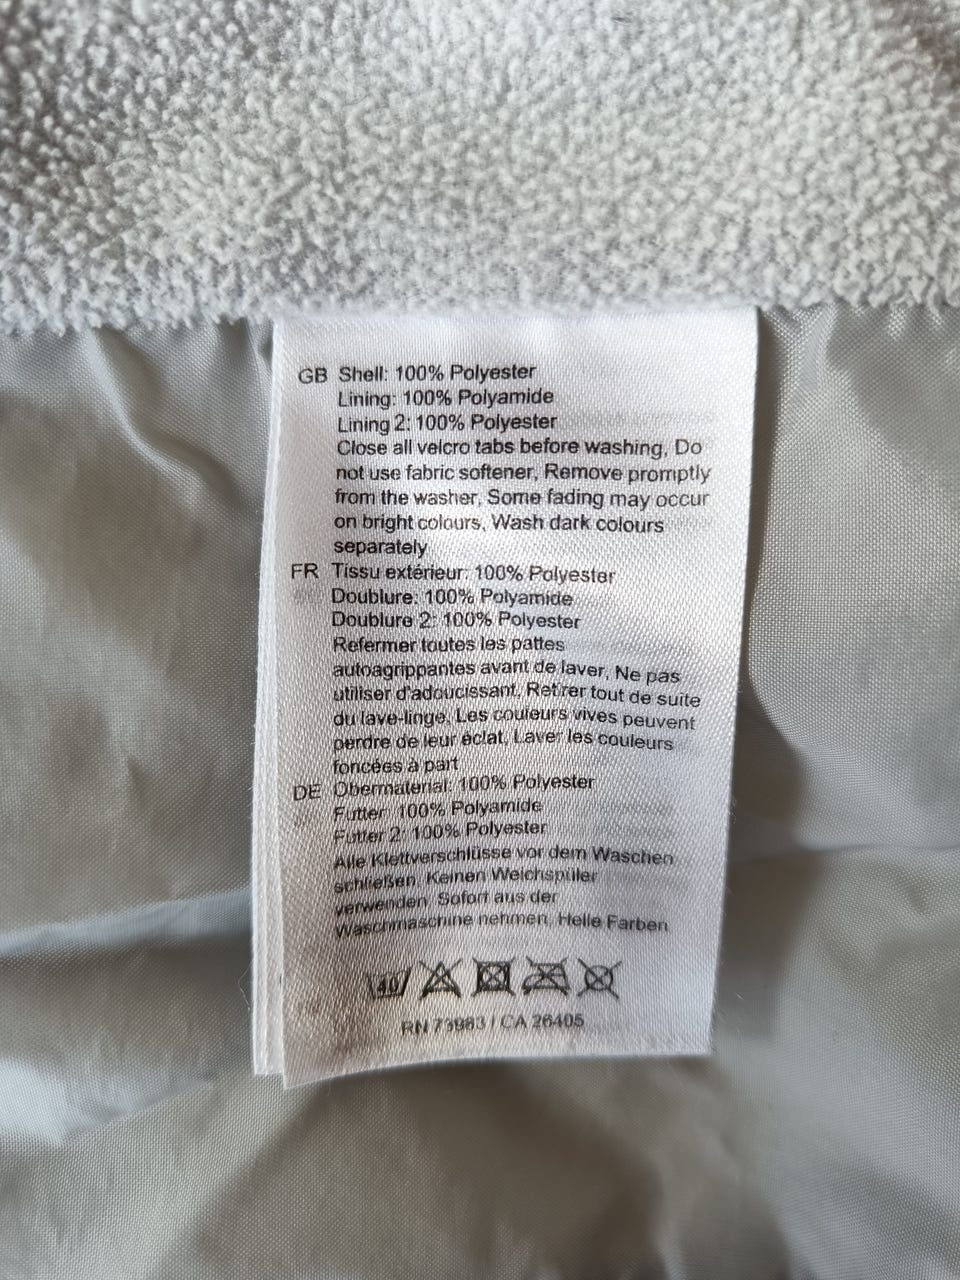 GB Shell: 100% Polyester
Lining: 100% Polyamide
Lining 2: 100% Polyester
Close all velcro tabs before washing, Do
not use fabric softener, Remove promptly
from the washer, Some fading may occur
on bright colours, Wash dark colours
separately
FR Tissu extérieur: 100% Polyester
Doublure: 100% Polyamide
Doublure 2: 100% Polyester
Refermer toutes les pattes
autoagrippantes avant de laver, Ne pas
utiliser d'adoucissant, Retirer tout de suite
du lave-linge, Les couleurs vives peuvent
perdre de leur éclat, Laver les couleurs
foncées à part
DE Obermaterial: 100% Polyester
Futter: 100% Polyamide
Futter 2: 100% Polyester
Alle Klettverschlüsse vor dem Waschen
schließen, Keinen Weichspüler
verwenden, Sofort aus der
Waschmaschine nehmen, Helle Farben
40
RN 73983 / CA 26405